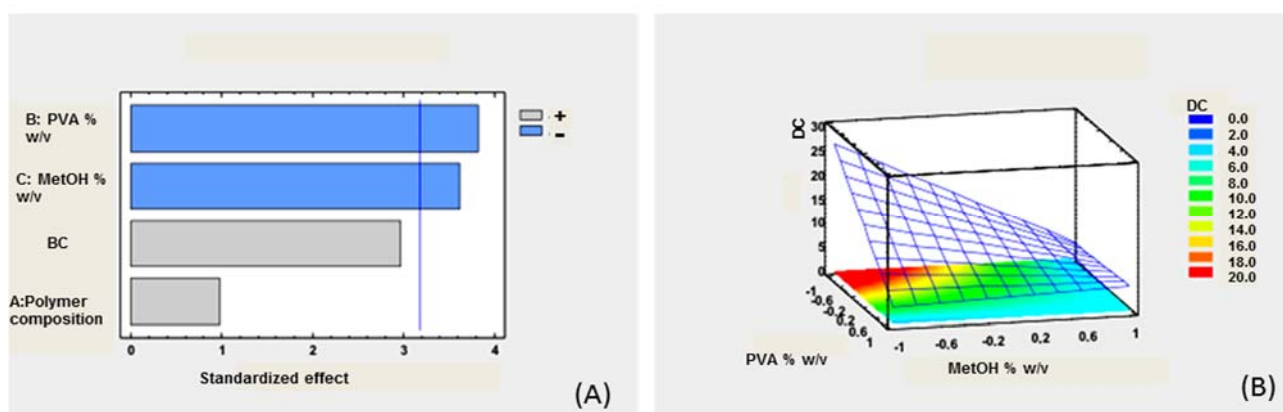 B: PVA %
w/v
C: MetOH %
w/v
BC
A:Polymer
composition
+
-
0
1
2
3
4
Standardized effect
(A)
DC
30
25
20
15
10
5
0
-1
-0.6
-0.2
0.2
0.6
1
PVA % w/v
-1
-0.6
-0.2
0.2
0.6
1
MetOH % w/v
DC
0.0
2.0
4.0
6.0
8.0
10.0
12.0
14.0
16.0
18.0
20.0
(B)